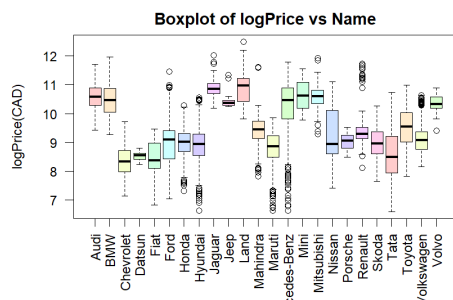 Boxplot of logPrice vs Name
logPrice(CAD)
12
11
10
9
8
7
Audi
BMW
Chevrolet
Datsun
Fiat
Ford
Honda
Hyundai
Jaguar
Jeep
Land
Mahindra
Maruti
cedes-Benz
Mini
Mitsubishi
Nissan
Porsche
Renault
Skoda
Tata
Toyota
Volkswagen
Volvo